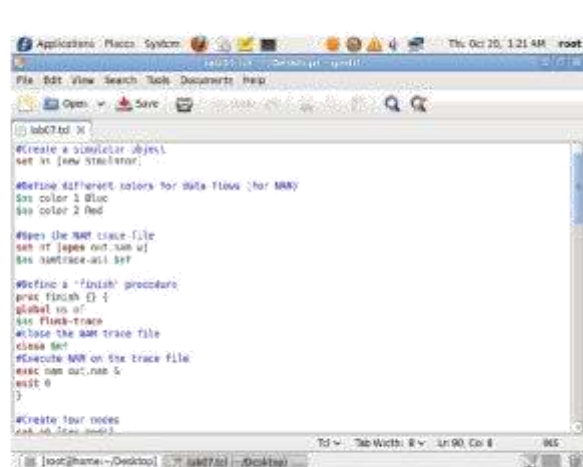 Applications Places System Thu Oct 20, 1:21 AM root
File Edit View Search Tools Documents Help
Open Save
lab07.tcl
#Create a simulator object
set ns [new Simulator]
#Define different colors for data flows (for NAM)
$ns color 1 Blue
$ns color 2 Red
#Open the NAM trace file
set nf [open out.nam w]
$ns namtrace-all $nf
#Define a 'finish' procedure
proc finish {} {
global ns nf
$ns flush-trace
#Close the NAM trace file
close $nf
#Execute NAM on the trace file
exec nam out.nam &
exit 0
}
#Create four nodes
Tcl Tab Width: 8 Ln 90, Col 8 INS
[root@hame:~/Desktop] lab07.tcl